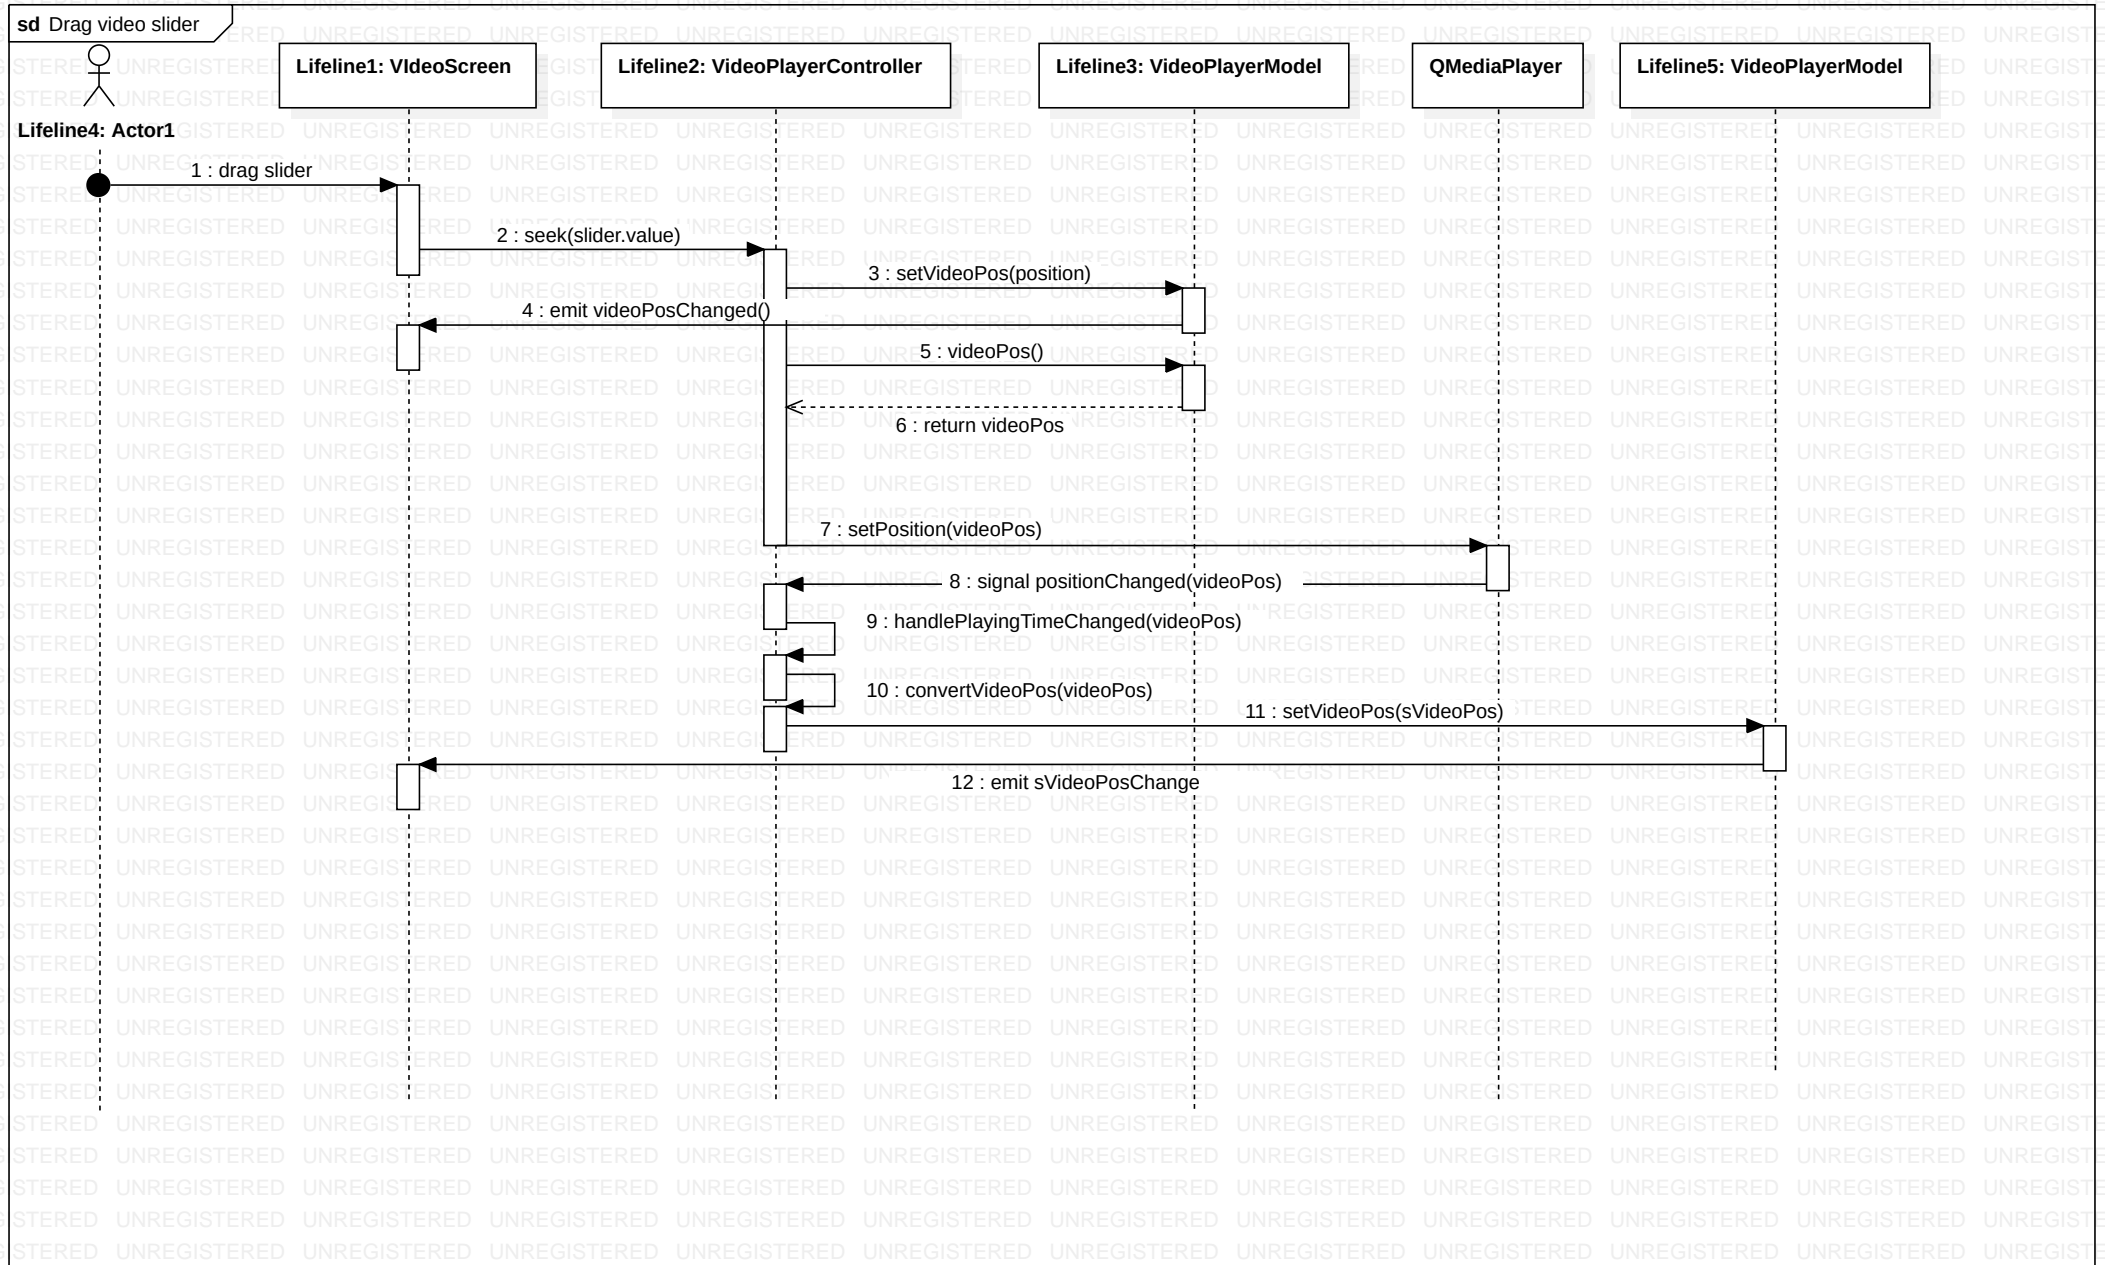 sd Drag video slider
Lifeline1: VIdeoScreen
Lifeline2: VideoPlayerController
Lifeline3: VideoPlayerModel
QMediaPlayer
Lifeline5: VideoPlayerModel
Lifeline4: Actor1
1 : drag slider
2 : seek(slider.value)
3 : setVideoPos(position)
4 : emit videoPosChanged()
5 : videoPos()
6 : return videoPos
7 : setPosition(videoPos)
8 : signal positionChanged(videoPos)
9 : handlePlayingTimeChanged(videoPos)
10 : convertVideoPos(videoPos)
11 : setVideoPos(sVideoPos)
12 : emit sVideoPosChange
UNREGISTERED